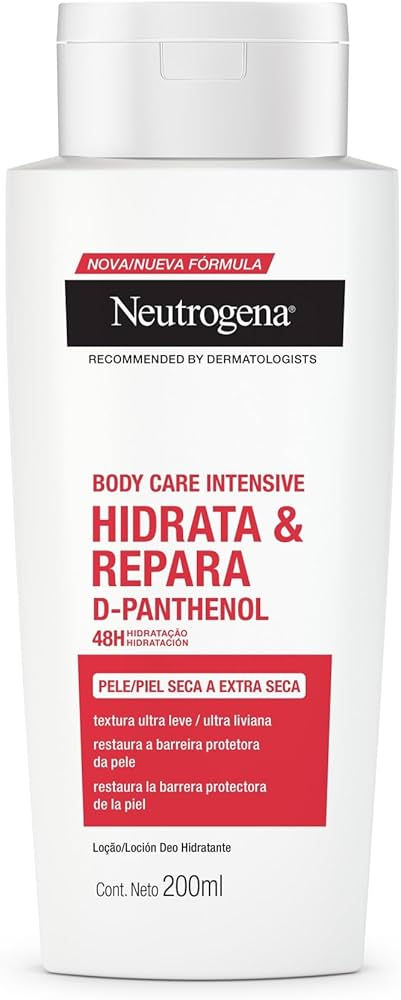 NOVA/NUEVA FÓRMULA
Neutrogena®
RECOMMENDED BY DERMATOLOGISTS
BODY CARE INTENSIVE
HIDRATA &
REPARA
D-PANTHENOL
48H HIDRATAÇÃO
HIDRATACIÓN
PELE/PIEL SECA A EXTRA SECA
textura ultra leve / ultra liviana
restaura a barreira protetora
da pele
restaura la barrera protectora
de la piel
Loção/Loción Deo Hidratante
Cont. Neto 200ml